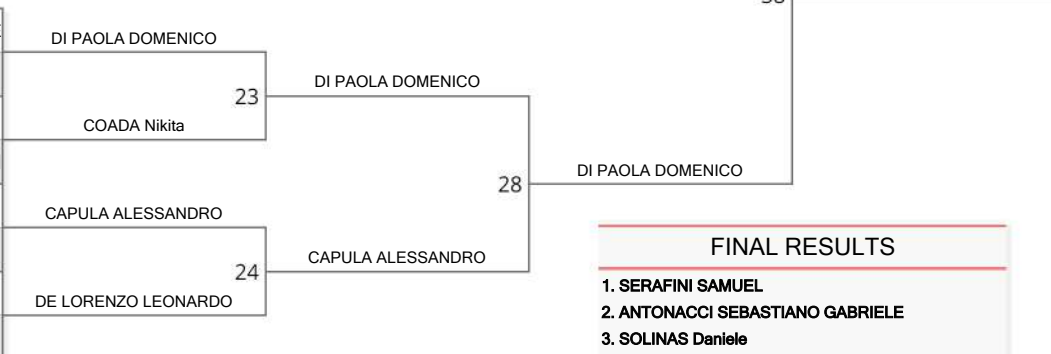 DI PAOLA DOMENICO
DI PAOLA DOMENICO
23
COADA Nikita
DI PAOLA DOMENICO
28
CAPULA ALESSANDRO
CAPULA ALESSANDRO
24
DE LORENZO LEONARDO
FINAL RESULTS
1. SERAFINI SAMUEL
2. ANTONACCI SEBASTIANO GABRIELE
3. SOLINAS Daniele